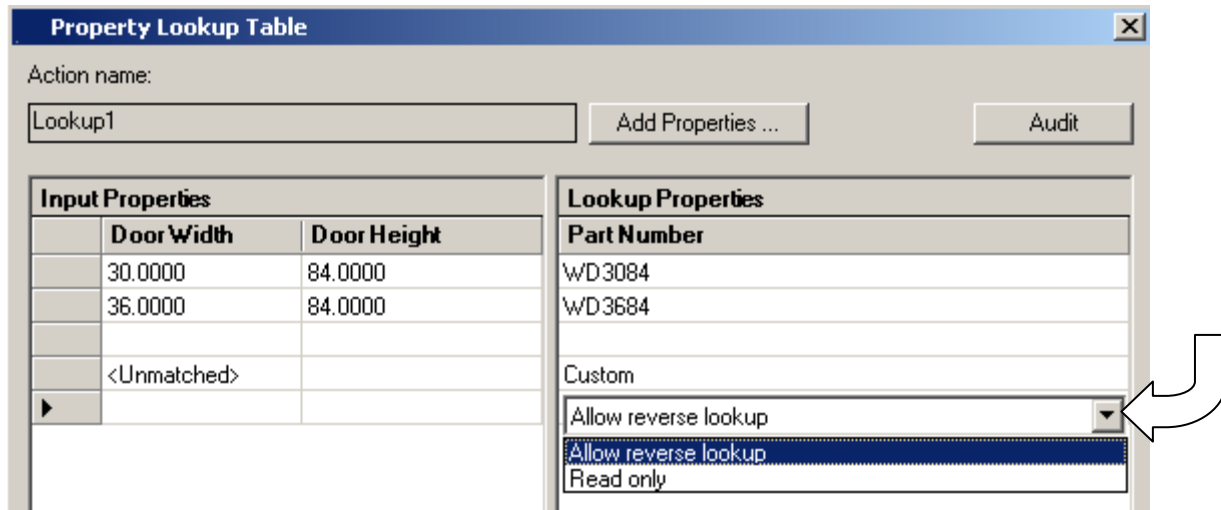 Property Lookup Table
Action name:
Lookup1 Add Properties ... Audit
Input Properties Lookup Properties
Door Width Door Height Part Number
30.0000 84.0000 WD3084
36.0000 84.0000 WD3684
<Unmatched> Custom
Allow reverse lookup
Allow reverse lookup
Read only